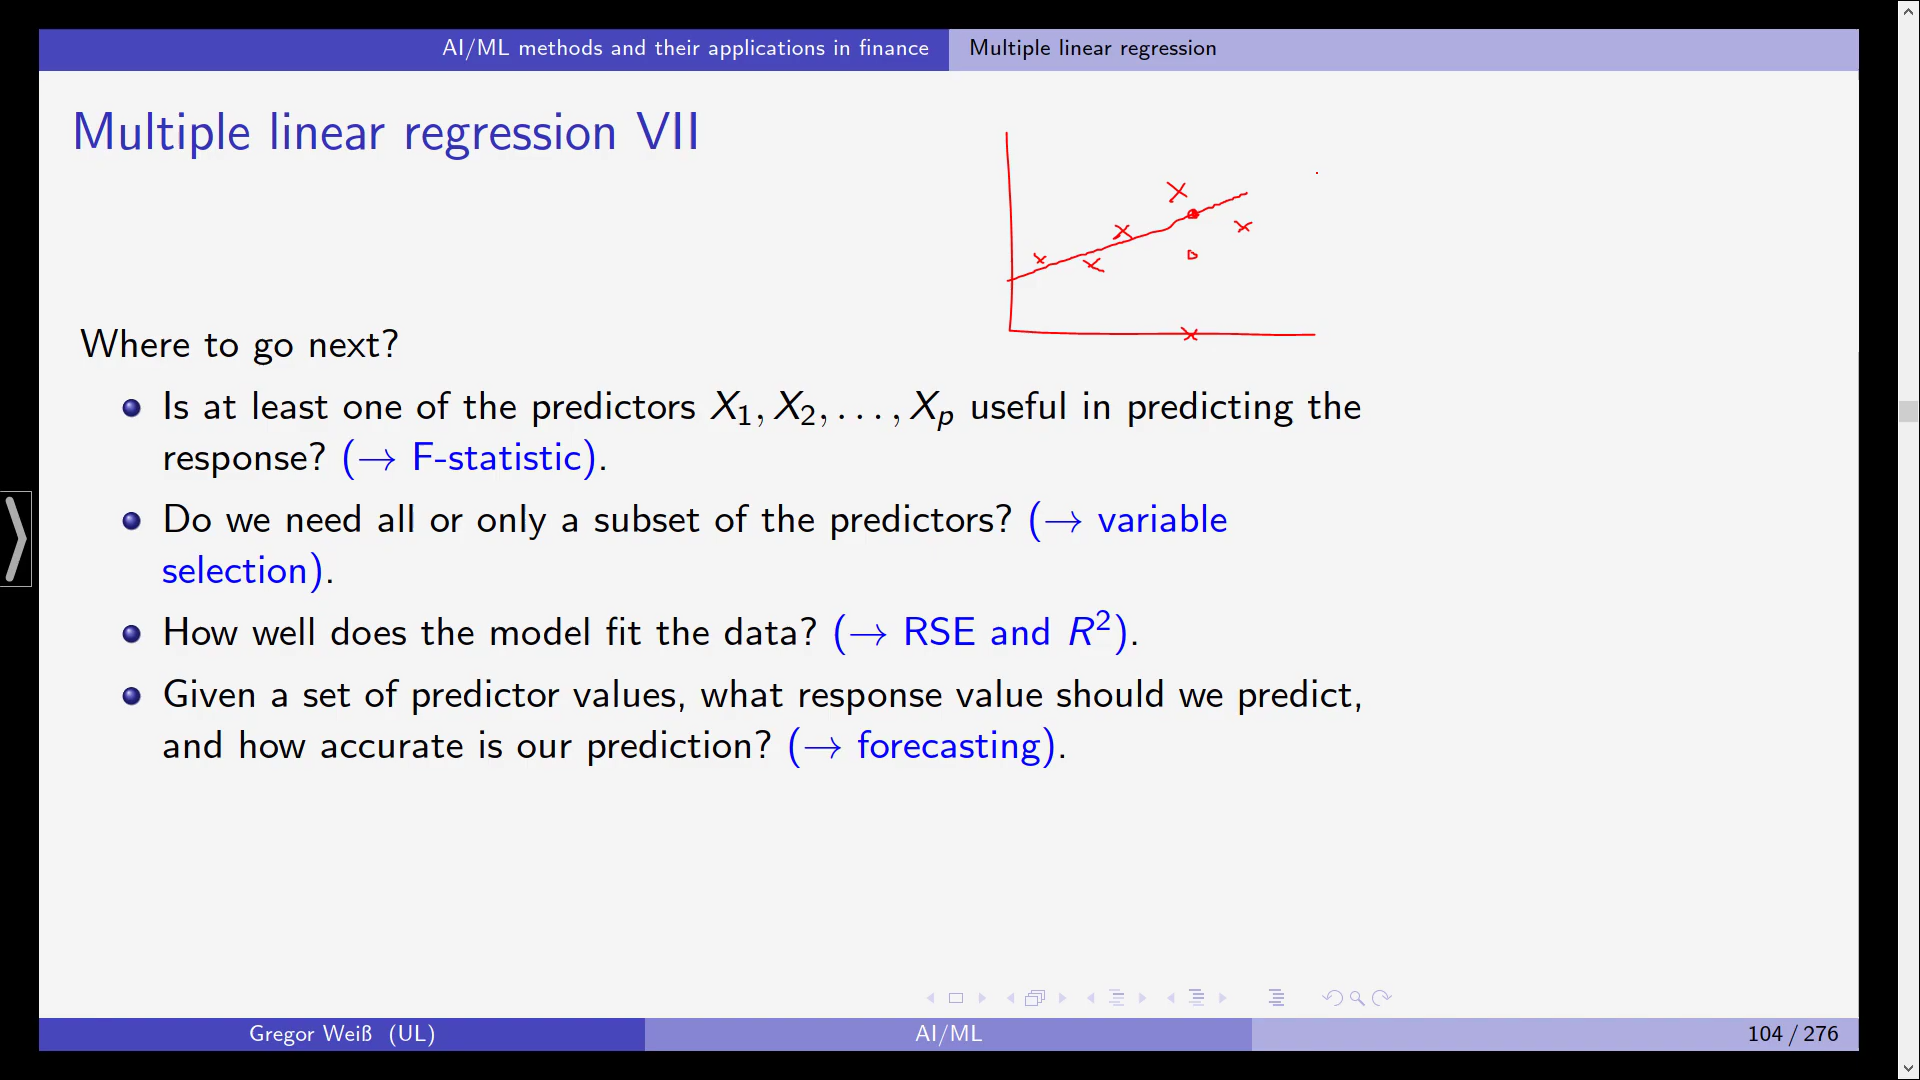 AI/ML methods and their applications in finance
Multiple linear regression
Multiple linear regression VII
Where to go next?
Is at least one of the predictors X₁, X₂, . . . , Xₚ useful in predicting the
response? (→ F-statistic).
Do we need all or only a subset of the predictors? (→ variable
selection).
How well does the model fit the data? (→ RSE and R²).
Given a set of predictor values, what response value should we predict,
and how accurate is our prediction? (→ forecasting).
Gregor Weiß (UL)
AI/ML
104 / 276